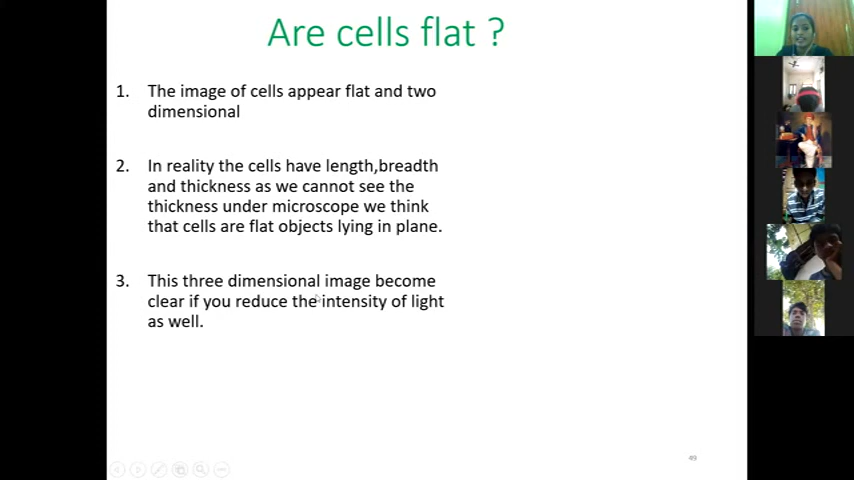 Are cells flat ?
1. The image of cells appear flat and two
dimensional
2. In reality the cells have length,breadth
and thickness as we cannot see the
thickness under microscope we think
that cells are flat objects lying in plane.
3. This three dimensional image become
clear if you reduce the intensity of light
as well.
49